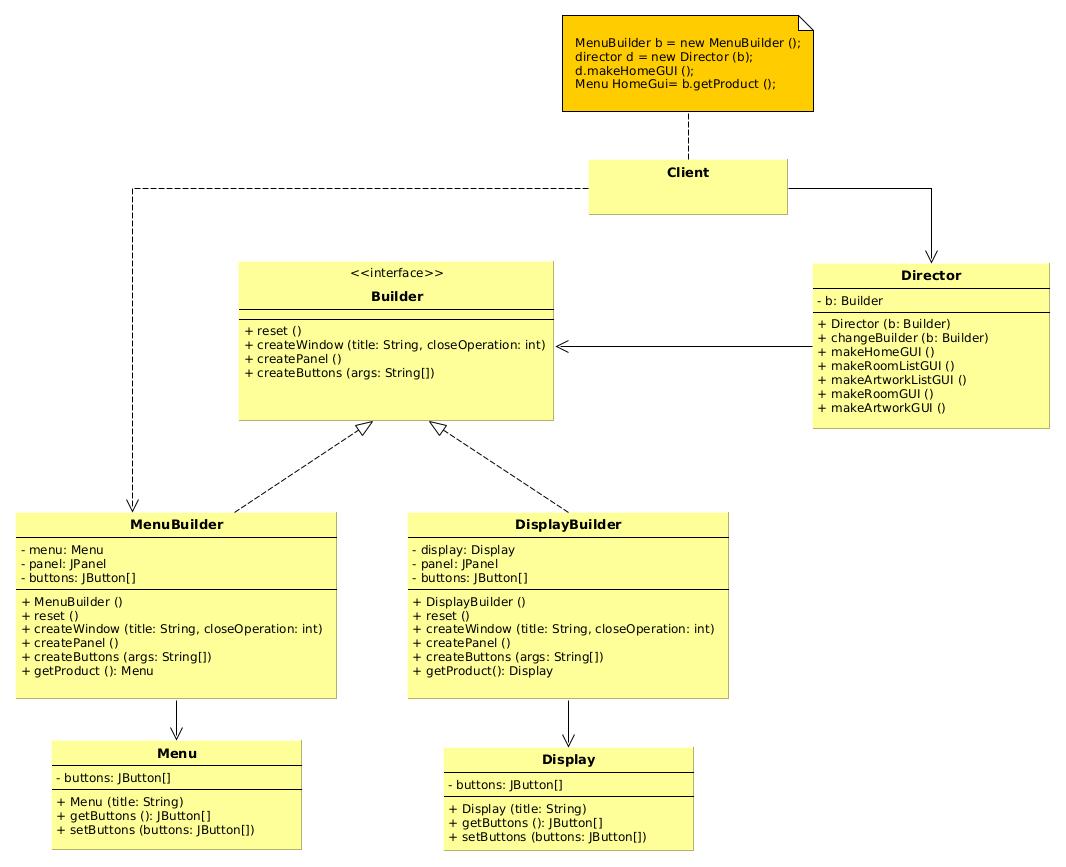 MenuBuilder b = new MenuBuilder ();
director d = new Director (b);
d.makeHomeGUI ();
Menu HomeGui= b.getProduct ();
Client
<<interface>>
Builder
+ reset ()
+ createWindow (title: String, closeOperation: int)
+ createPanel ()
+ createButtons (args: String[])
Director
- b: Builder
+ Director (b: Builder)
+ changeBuilder (b: Builder)
+ makeHomeGUI ()
+ makeRoomListGUI ()
+ makeArtworkListGUI ()
+ makeRoomGUI ()
+ makeArtworkGUI ()
MenuBuilder
- menu: Menu
- panel: JPanel
- buttons: JButton[]
+ MenuBuilder ()
+ reset ()
+ createWindow (title: String, closeOperation: int)
+ createPanel ()
+ createButtons (args: String[])
+ getProduct (): Menu
DisplayBuilder
- display: Display
- panel: JPanel
- buttons: JButton[]
+ DisplayBuilder ()
+ reset ()
+ createWindow (title: String, closeOperation: int)
+ createPanel ()
+ createButtons (args: String[])
+ getProduct(): Display
Menu
- buttons: JButton[]
+ Menu (title: String)
+ getButtons (): JButton[]
+ setButtons (buttons: JButton[])
Display
- buttons: JButton[]
+ Display (title: String)
+ getButtons (): JButton[]
+ setButtons (buttons: JButton[])